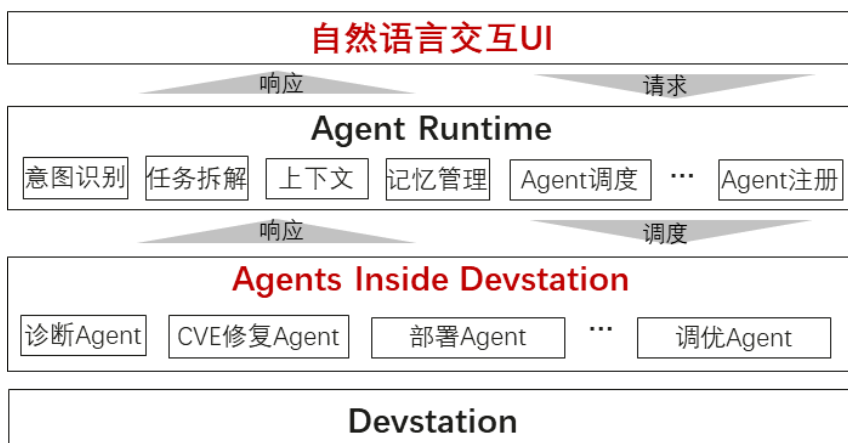 自然语言交互UI
响应 请求
Agent Runtime
意图识别 任务拆解 上下文 记忆管理 Agent调度 … Agent注册
响应 调度
Agents Inside Devstation
诊断Agent CVE修复Agent 部署Agent … 调优Agent
Devstation